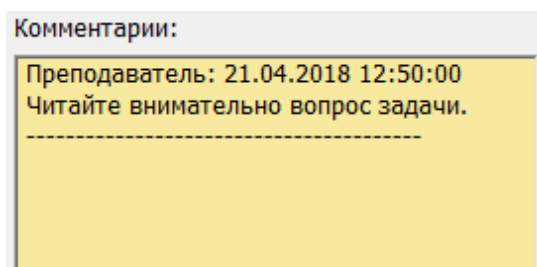 Комментарии:
Преподаватель: 21.04.2018 12:50:00
Читайте внимательно вопрос задачи.
----------------------------------------